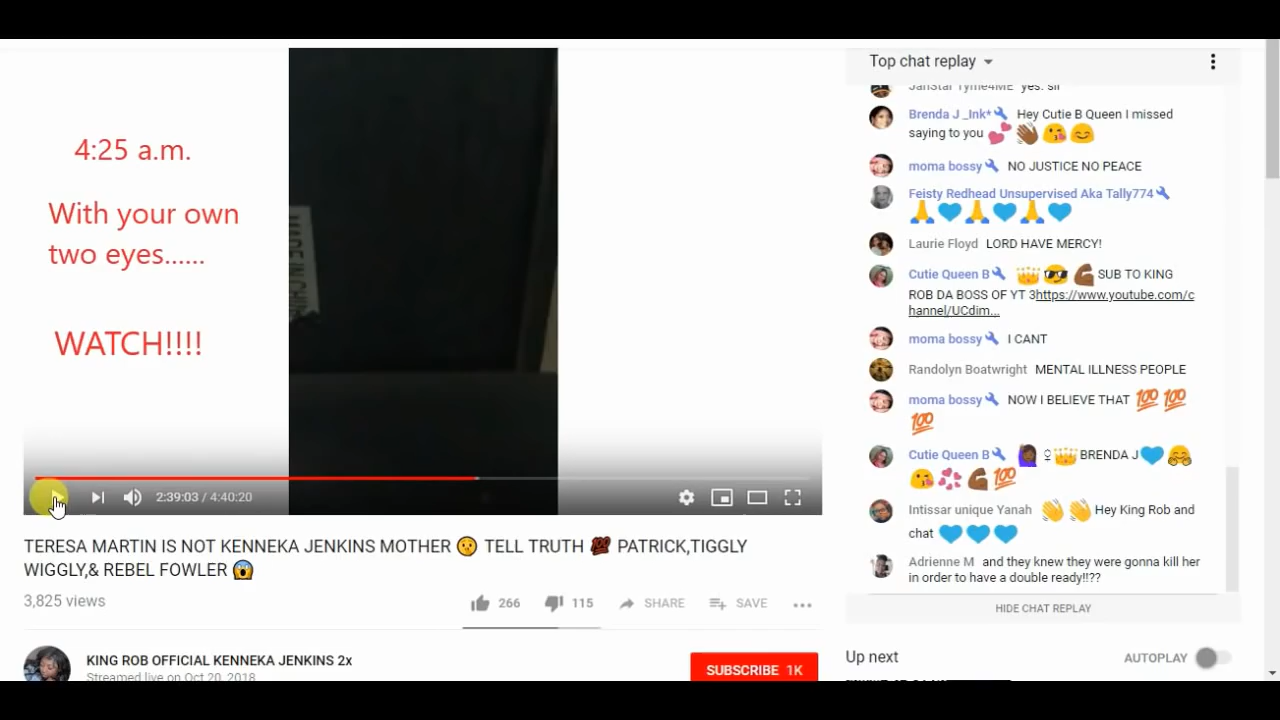 Top chat replay
4:25 a.m.
With your own
two eyes......
WATCH!!!!
2:39:03 / 4:40:20
TERESA MARTIN IS NOT KENNEKA JENKINS MOTHER 🤫 TELL TRUTH 💯 PATRICK,TIGGLY
WIGGLY,& REBEL FOWLER 😱
3,825 views
266
115
SHARE
SAVE
KING ROB OFFICIAL KENNEKA JENKINS 2x
Streamed live on Oct 20, 2018
SUBSCRIBE 1K
JanStar Tyme4ME yes. sir
Brenda J _Ink* Hey Cutie B Queen I missed
saying to you 💕👋🏾😘😊
moma bossy NO JUSTICE NO PEACE
Feisty Redhead Unsupervised Aka Tally774
🙏💙🙏💙🙏💙
Laurie Floyd LORD HAVE MERCY!
Cutie Queen B 👑😎💪🏾 SUB TO KING
ROB DA BOSS OF YT 3https://www.youtube.com/c
hannel/UCdim...
moma bossy I CANT
Randolyn Boatwright MENTAL ILLNESS PEOPLE
moma bossy NOW I BELIEVE THAT 💯💯
💯
Cutie Queen B 🙋🏾♀👑BRENDA J💙🤗
😘💞💪🏾💯
Intissar unique Yanah 👋👋 Hey King Rob and
chat 💙💙💙
Adrienne M and they knew they were gonna kill her
in order to have a double ready!!??
HIDE CHAT REPLAY
Up next
AUTOPLAY